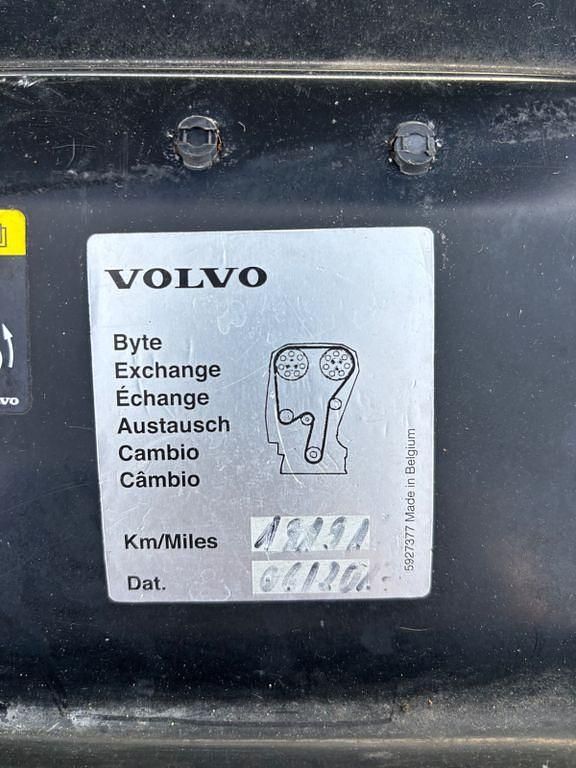 VOLVO
Byte
Exchange
Échange
Austausch
Cambio
Câmbio
Km/Miles
Dat.
5927377 Made in Belgium